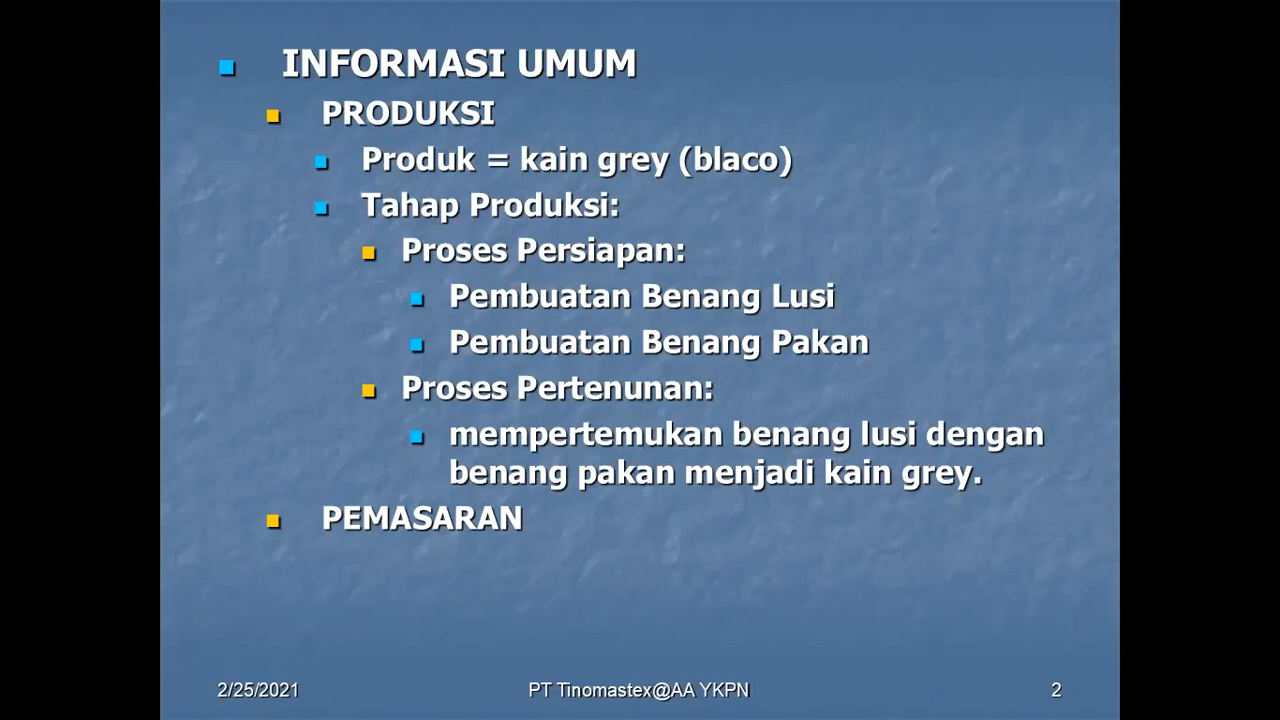 INFORMASI UMUM
PRODUKSI
Produk = kain grey (blaco)
Tahap Produksi:
Proses Persiapan:
Pembuatan Benang Lusi
Pembuatan Benang Pakan
Proses Pertenunan:
mempertemukan benang lusi dengan
benang pakan menjadi kain grey.
PEMASARAN
2/25/2021
PT Tinomastex@AA YKPN
2